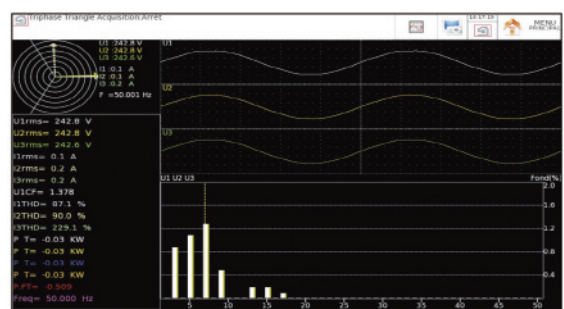 Triphase Triangle Acquisition:Arret
13:17:15
MENU
PRINCIPAL
U1 :242.8 V
U2 :242.8 V
U3 :242.6 V
I1 :0.1 A
I2 :0.1 A
I3 :0.2 A
F =50.001 Hz
U1
U2
U3
U1rms= 242.8 V
U2rms= 242.8 V
U3rms= 242.6 V
I1rms= 0.1 A
I2rms= 0.2 A
I3rms= 0.2 A
U1CF= 1.378
I1THD= 87.1 %
I2THD= 90.0 %
I3THD= 229.1 %
P T= -0.03 KW
P T= -0.03 KW
P T= -0.03 KW
P T= -0.03 KW
P.FT= -0.509
Freq= 50.000 Hz
U1 U2 U3
Fond(%)
2.0
1.6
1.2
0.8
0.4
5 10 15 20 25 30 35 40 45 50